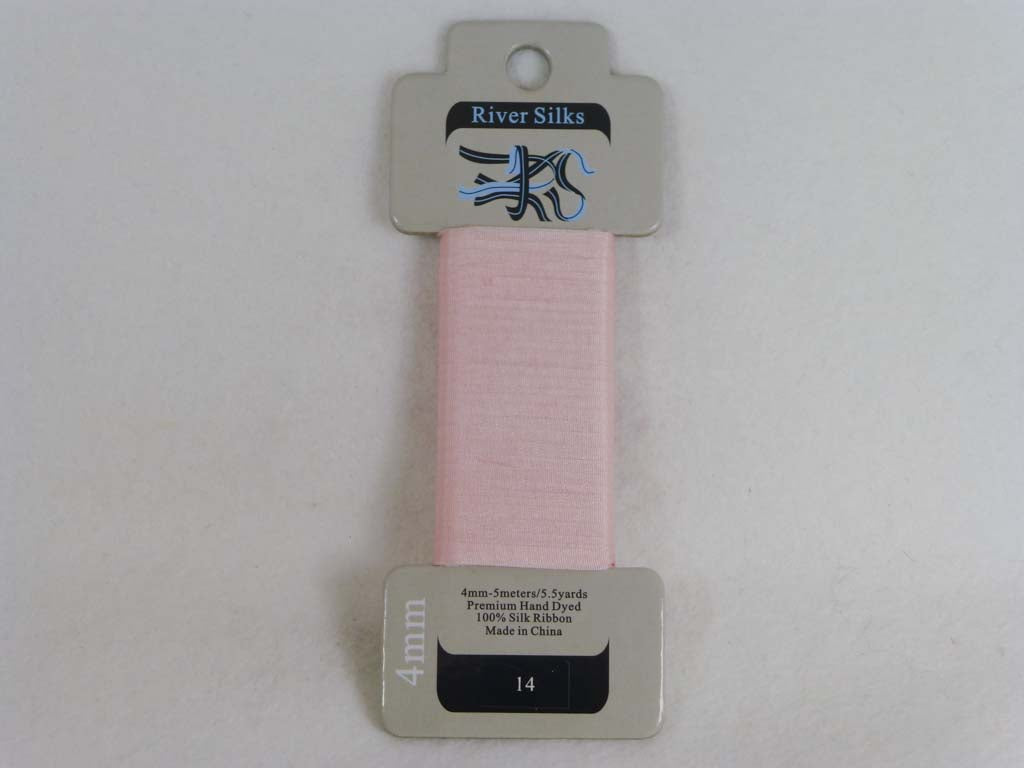 River Silks
RS
4mm-5meters/5.5yards
Premium Hand Dyed
100% Silk Ribbon
Made in China
4mm
14